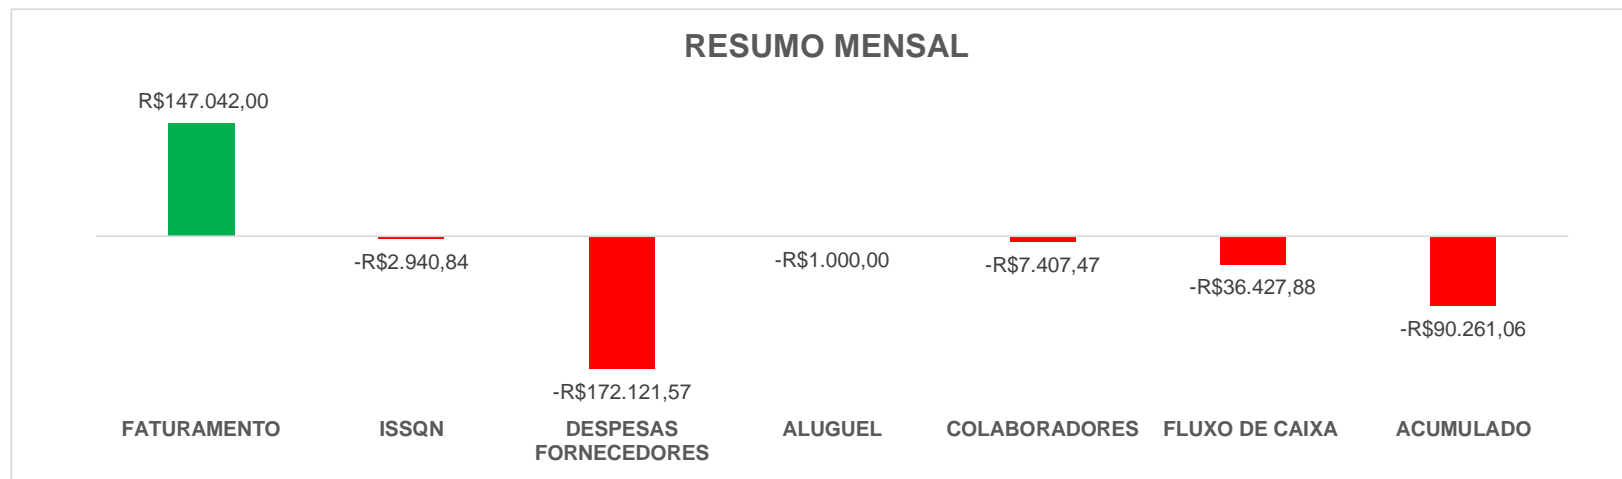 RESUMO MENSAL
R$147.042,00
-R$2.940,84
-R$172.121,57
-R$1.000,00
-R$7.407,47
-R$36.427,88
-R$90.261,06
FATURAMENTO
ISSQN
DESPESAS
FORNECEDORES
ALUGUEL
COLABORADORES
FLUXO DE CAIXA
ACUMULADO